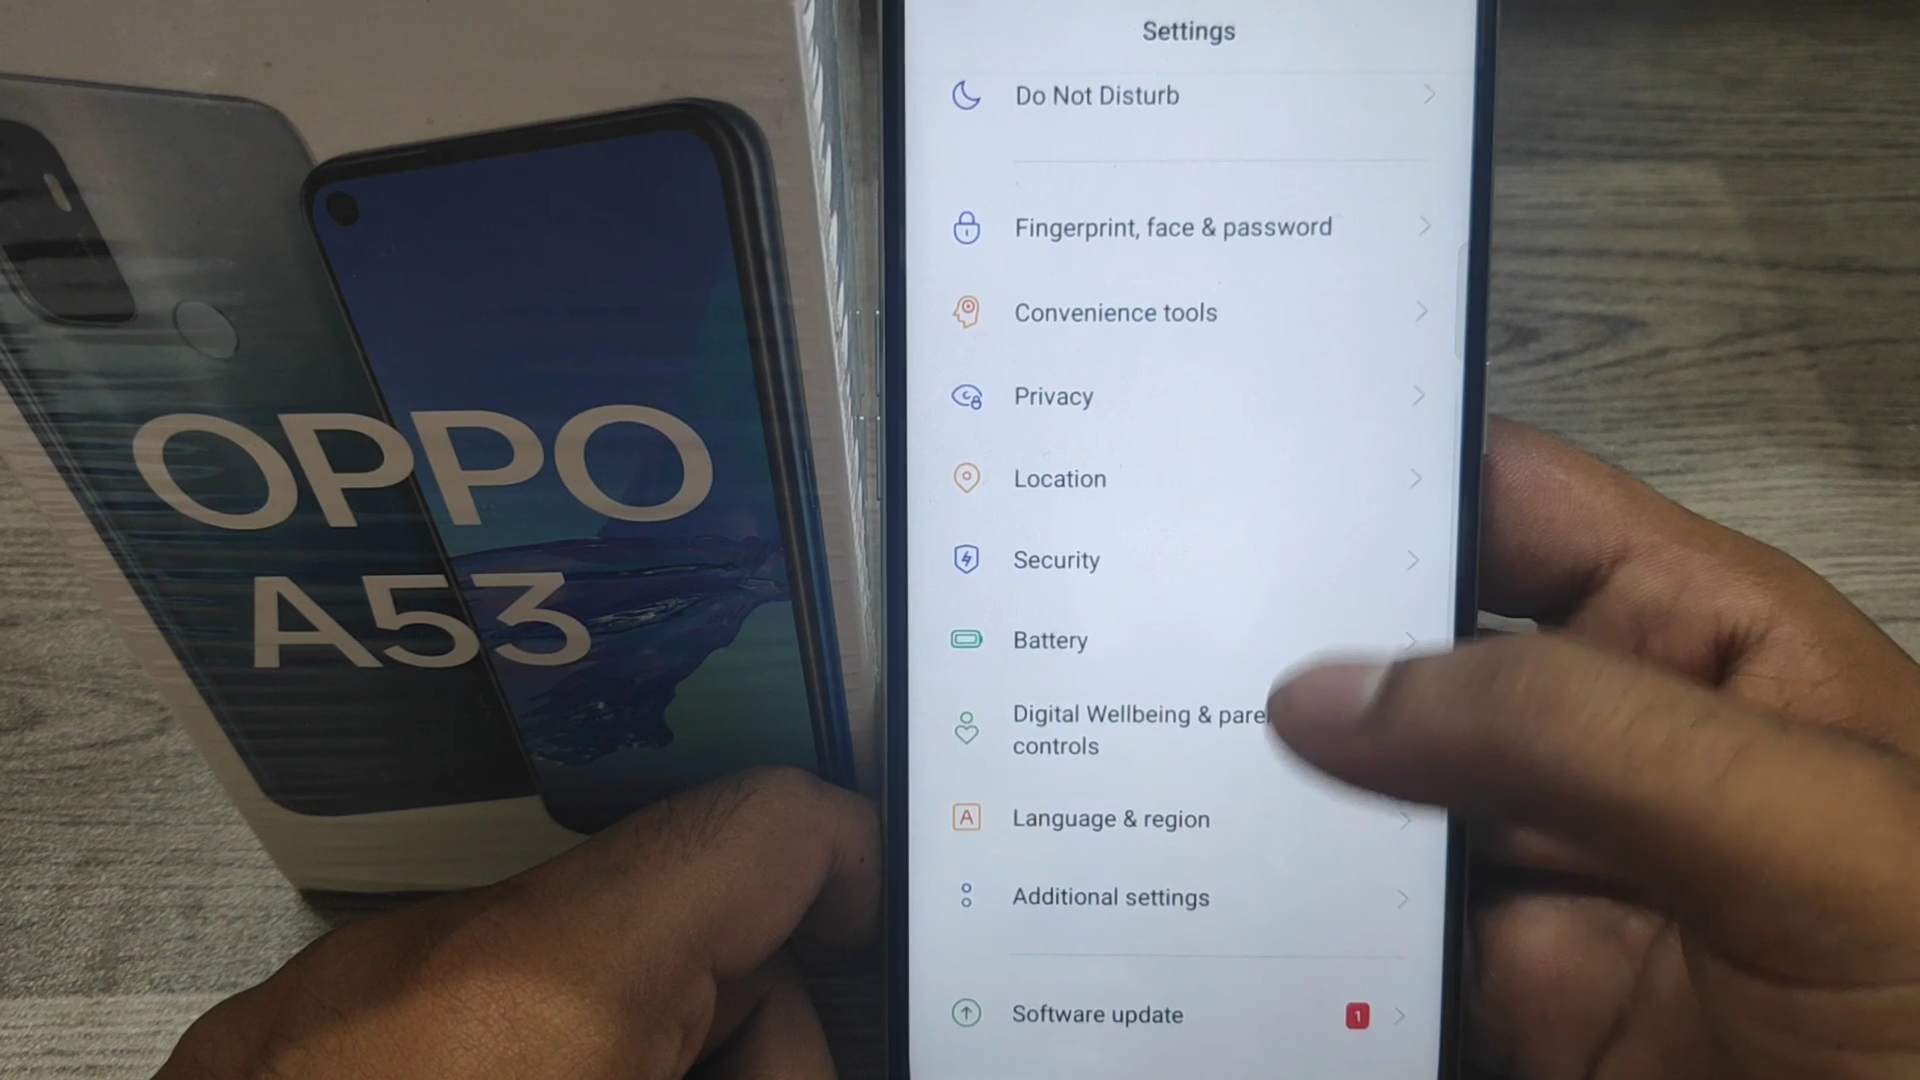 OPPO
A53
Settings
Do Not Disturb
Fingerprint, face & password
Convenience tools
Privacy
Location
Security
Battery
Digital Wellbeing &
controls
A
Language & region
Additional settings
Software update
1